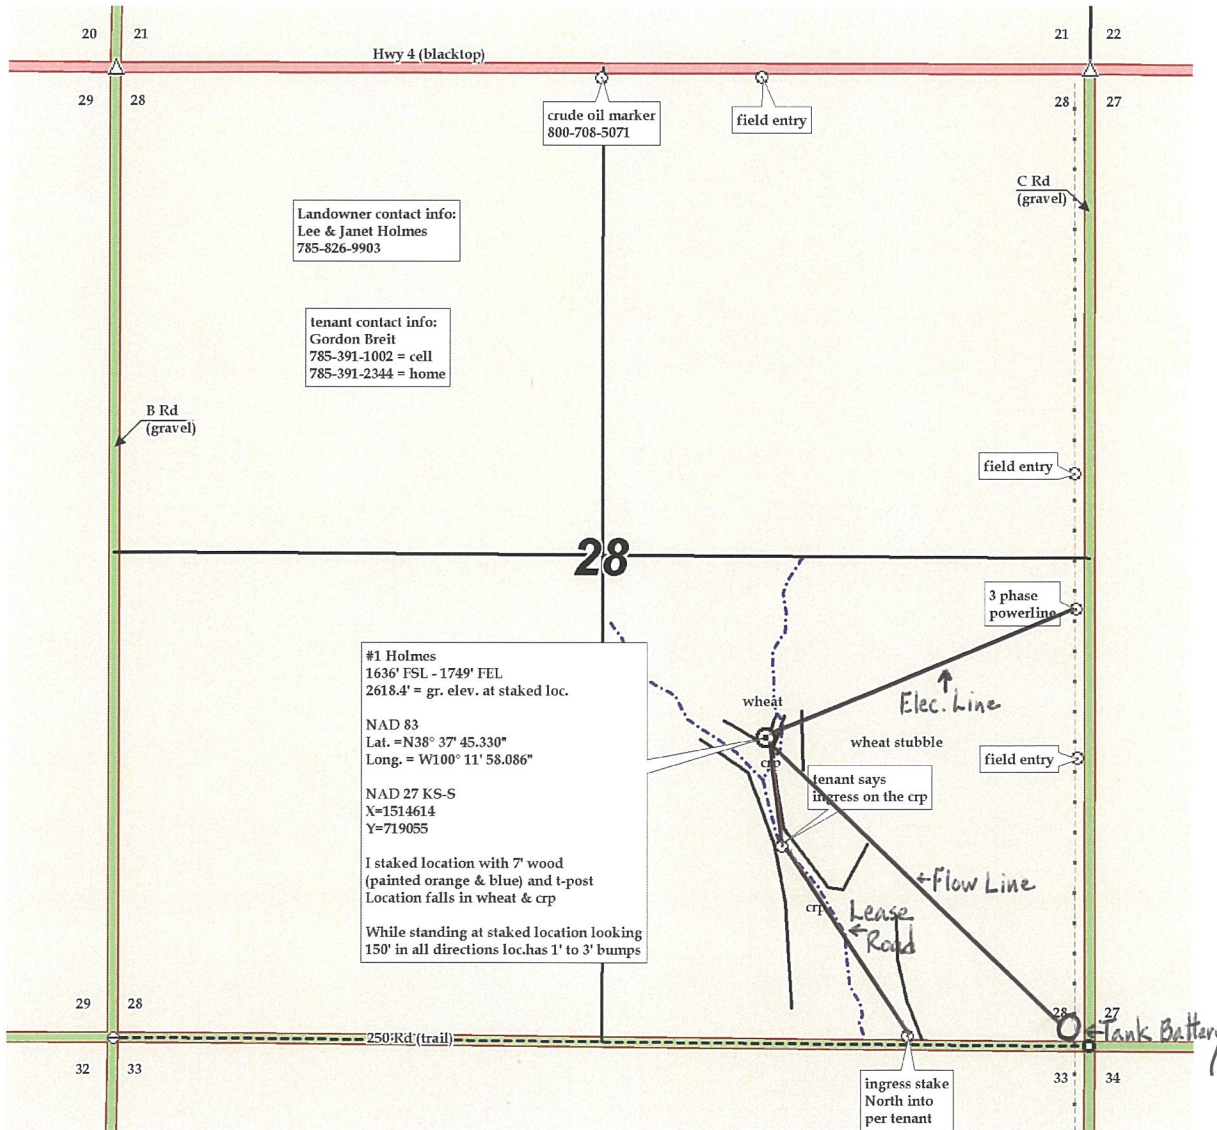 20 21
21 22
Hwy 4 (blacktop)
29 28
28 27
crude oil marker
800-708-5071
field entry
C Rd
(gravel)
Landowner contact info:
Lee & Janet Holmes
785-826-9903
tenant contact info:
Gordon Breit
785-391-1002 = cell
785-391-2344 = home
B Rd
(gravel)
field entry
28
3 phase
powerline
#1 Holmes
1636' FSL - 1749' FEL
2618.4' = gr. elev. at staked loc.
NAD 83
Lat. =N38° 37' 45.330"
Long. = W100° 11' 58.086"
NAD 27 KS-S
X=1514614
Y=719055
I staked location with 7' wood
(painted orange & blue) and t-post
Location falls in wheat & crp
While standing at staked location looking
150' in all directions loc.has 1' to 3' bumps
wheat
Elec. Line
wheat stubble
field entry
crp
tenant says
ingress on the crp
Flow Line
crp
Lease
Road
29 28
28 27
Tank Battery
250 Rd (trail)
32 33
33 34
ingress stake
North into
per tenant